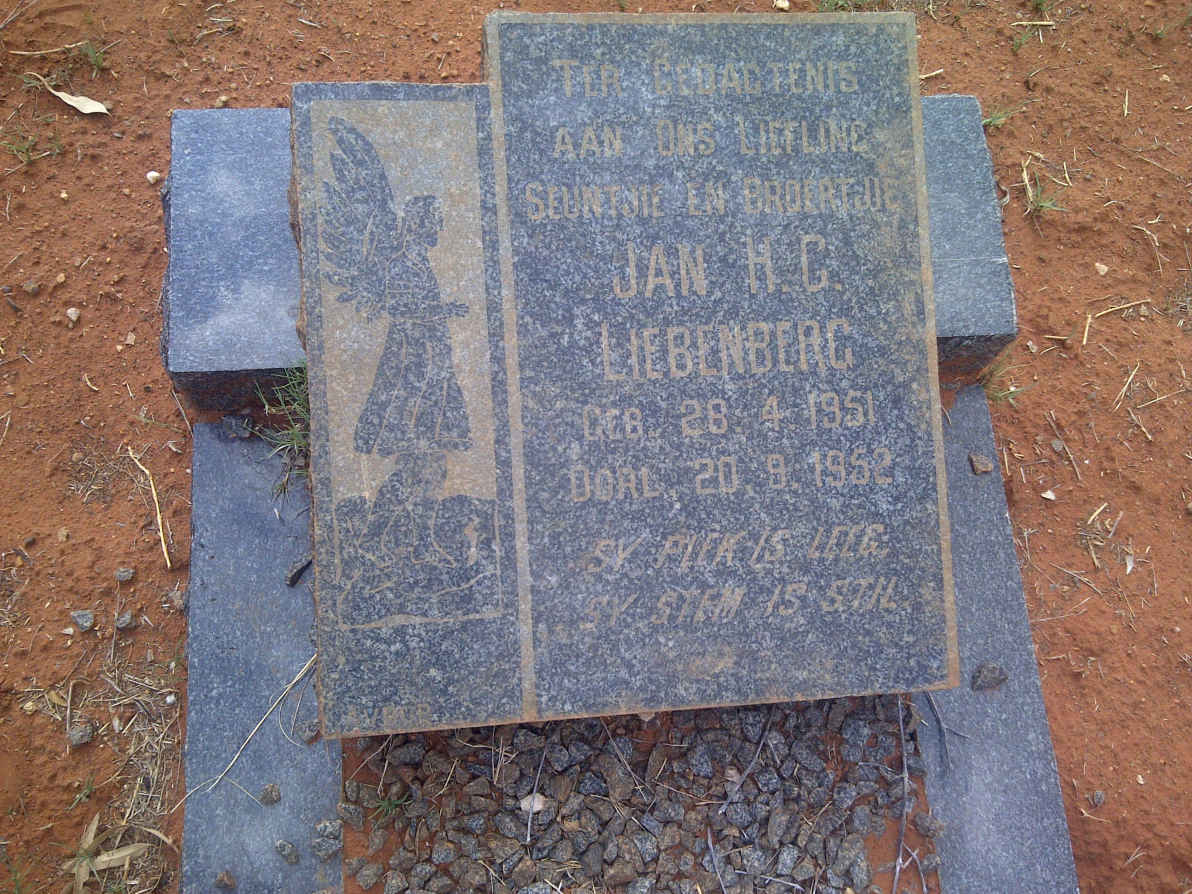 TER GEDAGTENIS
AAN ONS LIEFLING
SEUNTJIE EN BROERTJIE
JAN H. C.
LIEBENBERG
GEB. 28. 4. 1951
OORL. 20. 9. 1952
SY PLEK IS LEEG.
SY STEM IS STIL.